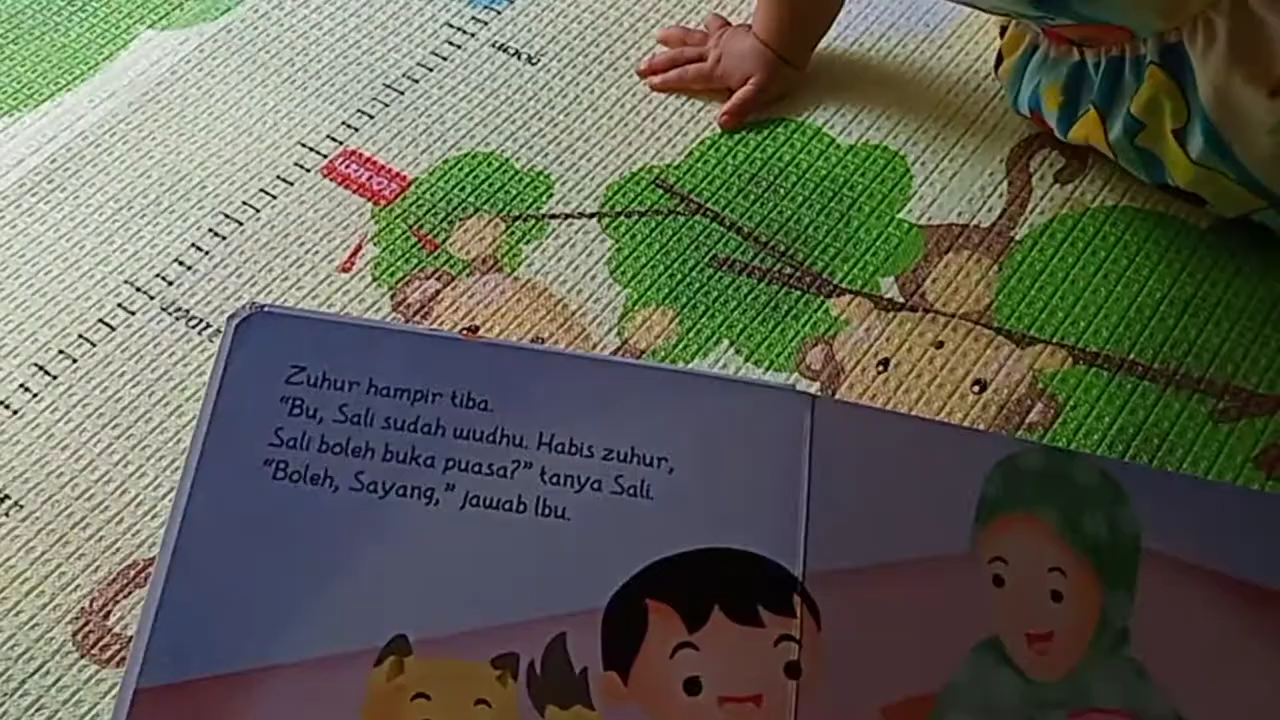 Zuhur hampir tiba.
“Bu, Sali sudah wudhu. Habis zuhur,
Sali boleh buka puasa?” tanya Sali.
“Boleh, Sayang,” jawab Ibu.